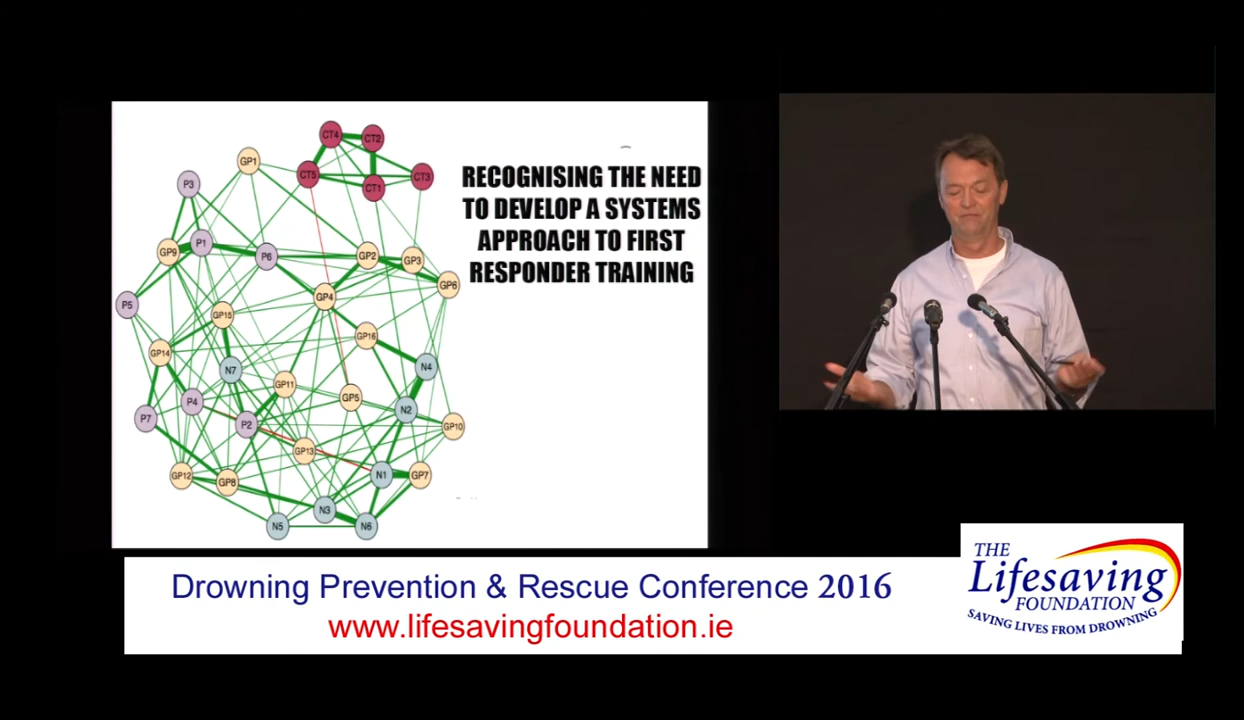 CT4
CT2
GP1
CT5
CT1
CT3
P3
RECOGNISING THE NEED
TO DEVELOP A SYSTEMS
APPROACH TO FIRST
RESPONDER TRAINING
GP9
P1
P6
GP2
GP3
GP6
P5
GP4
GP15
GP16
GP14
N7
N4
GP11
P4
GP5
N2
P7
P2
GP10
GP13
GP12
GP8
N1
GP7
N3
N5
N6
Drowning Prevention & Rescue Conference 2016
www.lifesavingfoundation.ie
THE
Lifesaving
FOUNDATION
SAVING LIVES FROM DROWNING